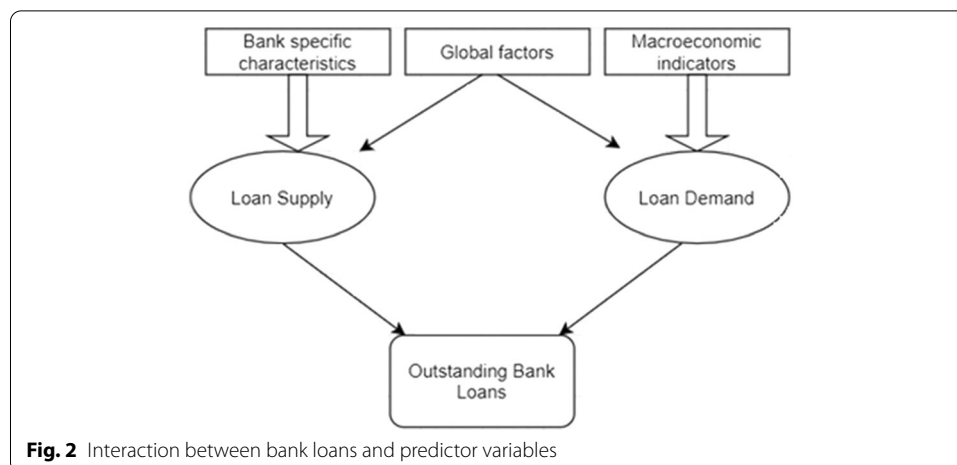 Bank specific
characteristics
Global factors
Macroeconomic
indicators
Loan Supply
Loan Demand
Outstanding Bank
Loans
Fig. 2 Interaction between bank loans and predictor variables